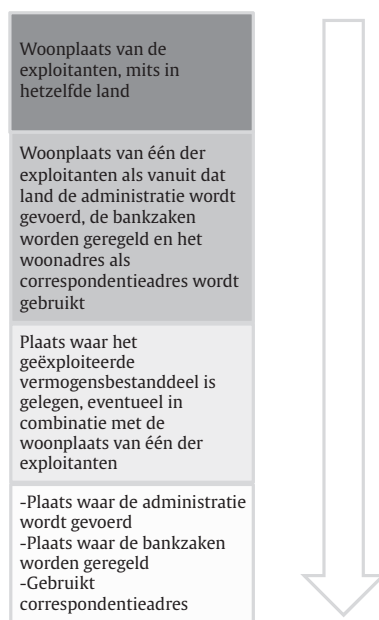 Woonplaats van de
exploitanten, mits in
hetzelfde land
Woonplaats van één der
exploitanten als vanuit dat
land de administratie wordt
gevoerd, de bankzaken
worden geregeld en het
woonadres als
correspondentieadres wordt
gebruikt
Plaats waar het
geëxploiteerde
vermogensbestanddeel is
gelegen, eventueel in
combinatie met de
woonplaats van één der
exploitanten
-Plaats waar de administratie
wordt gevoerd
-Plaats waar de bankzaken
worden geregeld
-Gebruikt
correspondentieadres